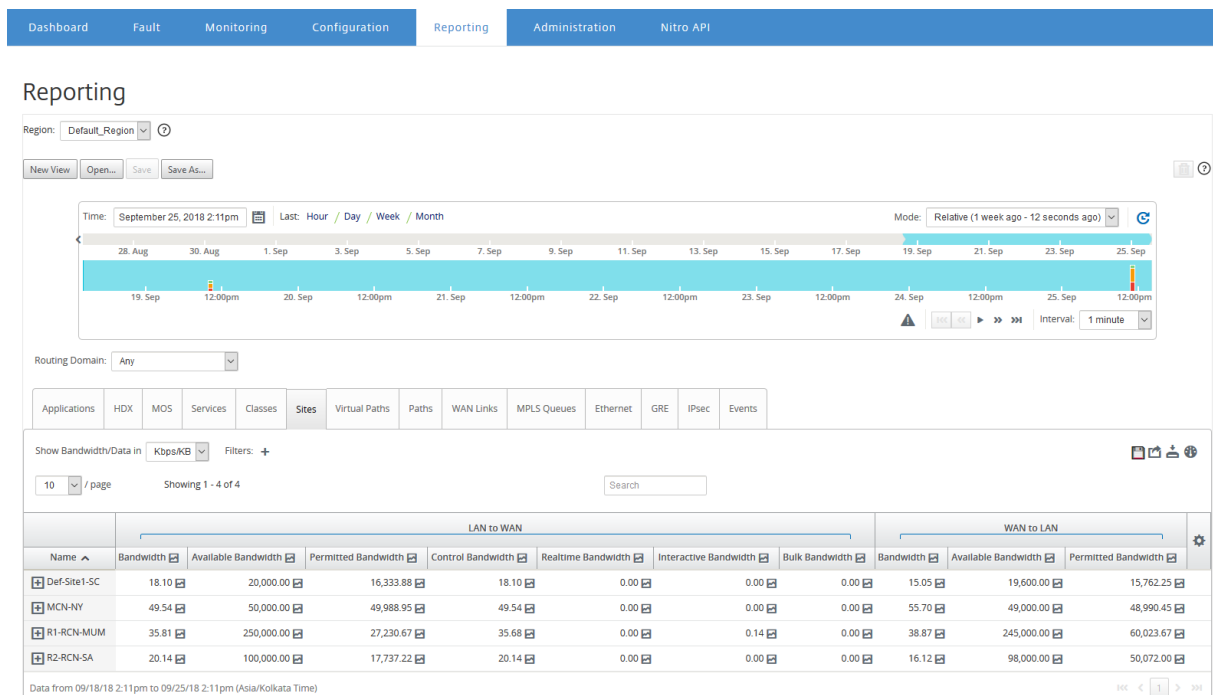 Dashboard Fault Monitoring Configuration Reporting Administration Nitro API
Reporting
Region: Default_Region ?
New View Open... Save Save As... ?
Time: September 25, 2018 2:11pm Last: Hour / Day / Week / Month Mode: Relative (1 week ago - 12 seconds ago)
28. Aug 30. Aug 1. Sep 3. Sep 5. Sep 7. Sep 9. Sep 11. Sep 13. Sep 15. Sep 17. Sep 19. Sep 21. Sep 23. Sep 25. Sep
19. Sep 12:00pm 20. Sep 12:00pm 21. Sep 12:00pm 22. Sep 12:00pm 23. Sep 12:00pm 24. Sep 12:00pm 25. Sep 12:00pm
Interval: 1 minute
Routing Domain: Any
Applications HDX MOS Services Classes Sites Virtual Paths Paths WAN Links MPLS Queues Ethernet GRE IPsec Events
Show Bandwidth/Data in Kbps/KB Filters: +
10 / page Showing 1 - 4 of 4 Search
LAN to WAN WAN to LAN
Name Bandwidth Available Bandwidth Permitted Bandwidth Control Bandwidth Realtime Bandwidth Interactive Bandwidth Bulk Bandwidth Bandwidth Available Bandwidth Permitted Bandwidth
Def-Site1-SC 18.10 20,000.00 16,333.88 18.10 0.00 0.00 0.00 15.05 19,600.00 15,762.25
MCN-NY 49.54 50,000.00 49,988.95 49.54 0.00 0.00 0.00 55.70 49,000.00 48,990.45
R1-RCN-MUM 35.81 250,000.00 27,230.67 35.68 0.00 0.14 0.00 38.87 245,000.00 60,023.67
R2-RCN-SA 20.14 100,000.00 17,737.22 20.14 0.00 0.00 0.00 16.12 98,000.00 50,072.00
Data from 09/18/18 2:11pm to 09/25/18 2:11pm (Asia/Kolkata Time) 1